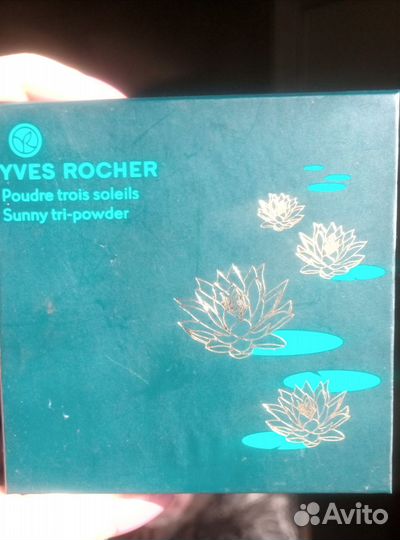 YVES ROCHER
Poudre trois soleils
Sunny tri-powder
Avito